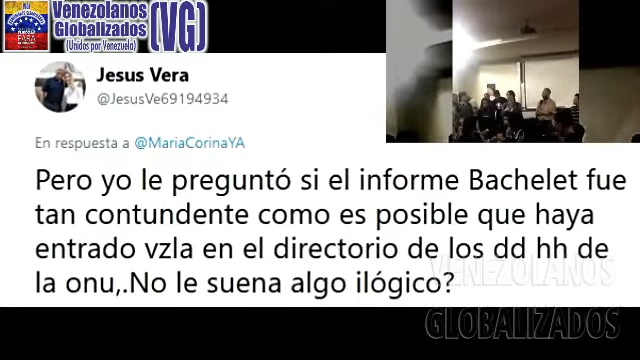 Venezolanos
Globalizados
(Unidos por Venezuela)
(VG)
Jesus Vera
@JesusVe69194934
En respuesta a @MariaCorinaYA
Pero yo le preguntó si el informe Bachelet fue
tan contundente como es posible que haya
entrado vzla en el directorio de los dd hh de
la onu,.No le suena algo ilógico?
VENEZOLANOS
GLOBALIZADOS